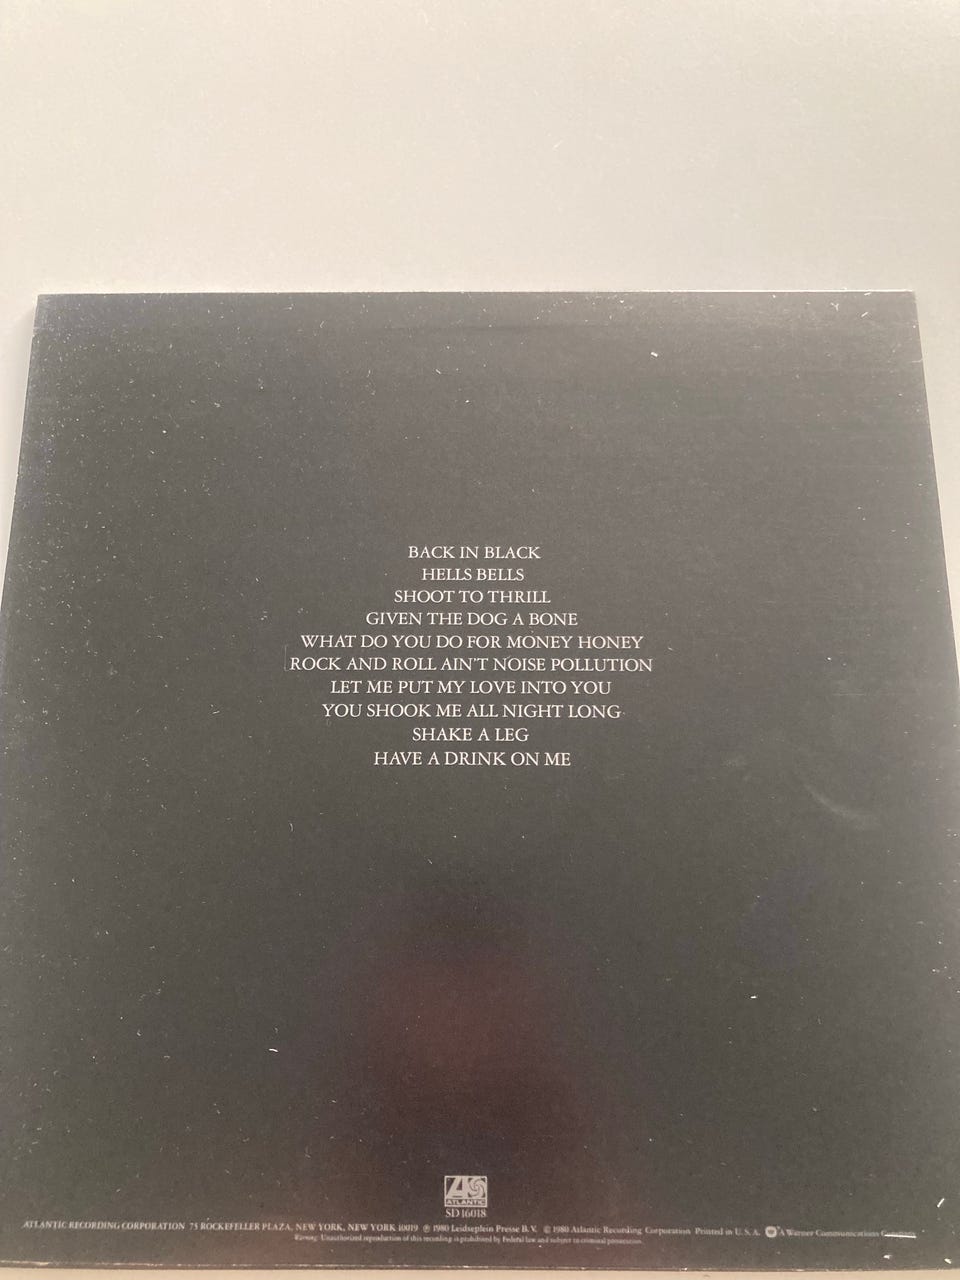 BACK IN BLACK
HELLS BELLS
SHOOT TO THRILL
GIVEN THE DOG A BONE
WHAT DO YOU DO FOR MONEY HONEY
ROCK AND ROLL AIN'T NOISE POLLUTION
LET ME PUT MY LOVE INTO YOU
YOU SHOOK ME ALL NIGHT LONG
SHAKE A LEG
HAVE A DRINK ON ME
ATLANTIC
SD 16018
ATLANTIC RECORDING CORPORATION 75 ROCKEFELLER PLAZA, NEW YORK, NEW YORK 10019 ℗ 1980 Leidseplein Presse B.V. © 1980 Atlantic Recording Corporation Printed in U.S.A. A Warner Communications
Warning: Unauthorized reproduction of this recording is prohibited by Federal law and subject to criminal prosecution.